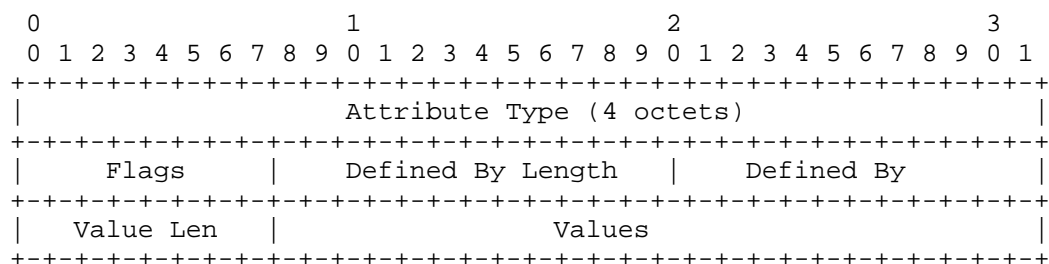 0                   1                   2                   3
 0 1 2 3 4 5 6 7 8 9 0 1 2 3 4 5 6 7 8 9 0 1 2 3 4 5 6 7 8 9 0 1
+-+-+-+-+-+-+-+-+-+-+-+-+-+-+-+-+-+-+-+-+-+-+-+-+-+-+-+-+-+-+-+-+
|                    Attribute Type (4 octets)                  |
+-+-+-+-+-+-+-+-+-+-+-+-+-+-+-+-+-+-+-+-+-+-+-+-+-+-+-+-+-+-+-+-+
|     Flags     |    Defined By Length   |    Defined By        |
+-+-+-+-+-+-+-+-+-+-+-+-+-+-+-+-+-+-+-+-+-+-+-+-+-+-+-+-+-+-+-+-+
|   Value Len   |                 Values                        |
+-+-+-+-+-+-+-+-+-+-+-+-+-+-+-+-+-+-+-+-+-+-+-+-+-+-+-+-+-+-+-+-+